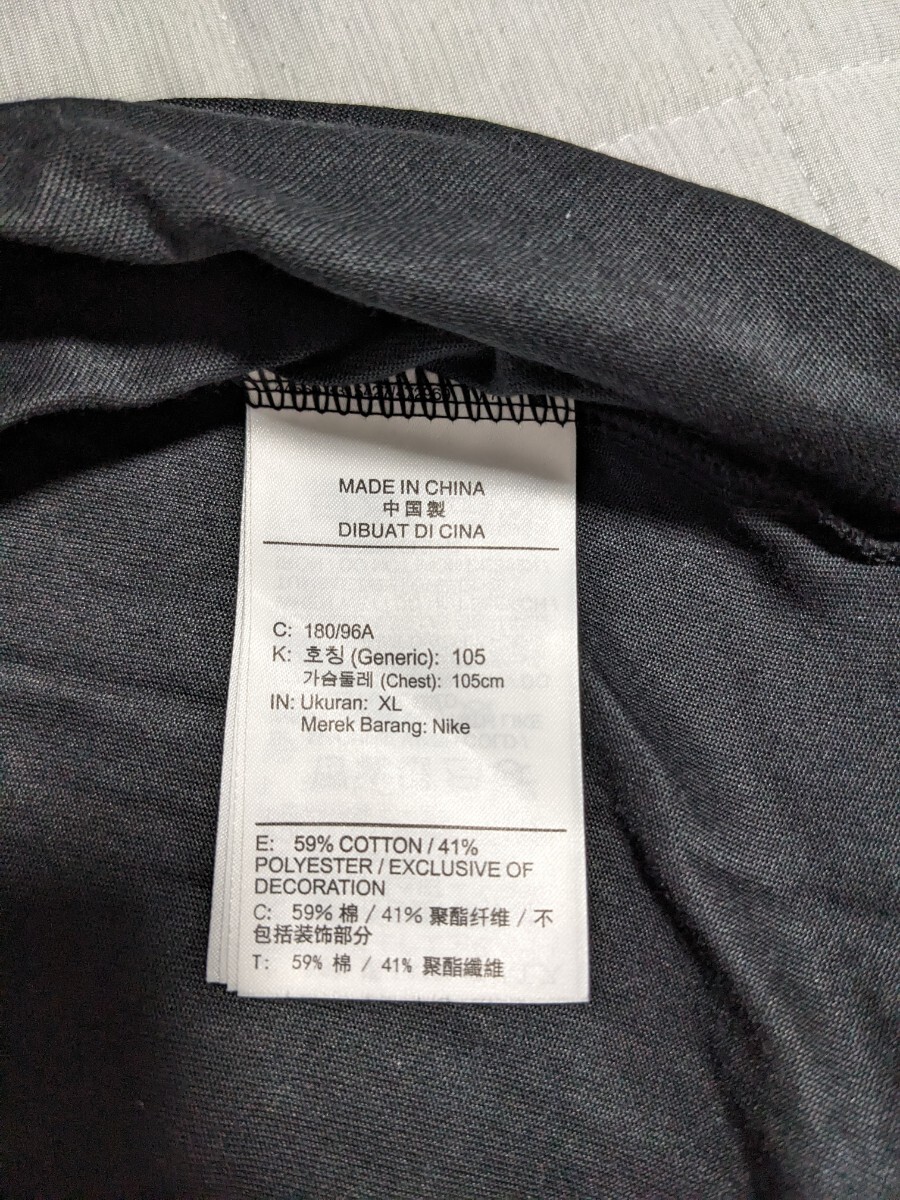 MADE IN CHINA
中国製
DIBUAT DI CINA
C: 180/96A
K: 호칭 (Generic): 105
가슴둘레 (Chest): 105cm
IN: Ukuran: XL
Merek Barang: Nike
E: 59% COTTON / 41%
POLYESTER / EXCLUSIVE OF
DECORATION
C: 59% 棉 / 41% 聚酯纤维 / 不
包括装饰部分
T: 59% 棉 / 41% 聚酯纖維